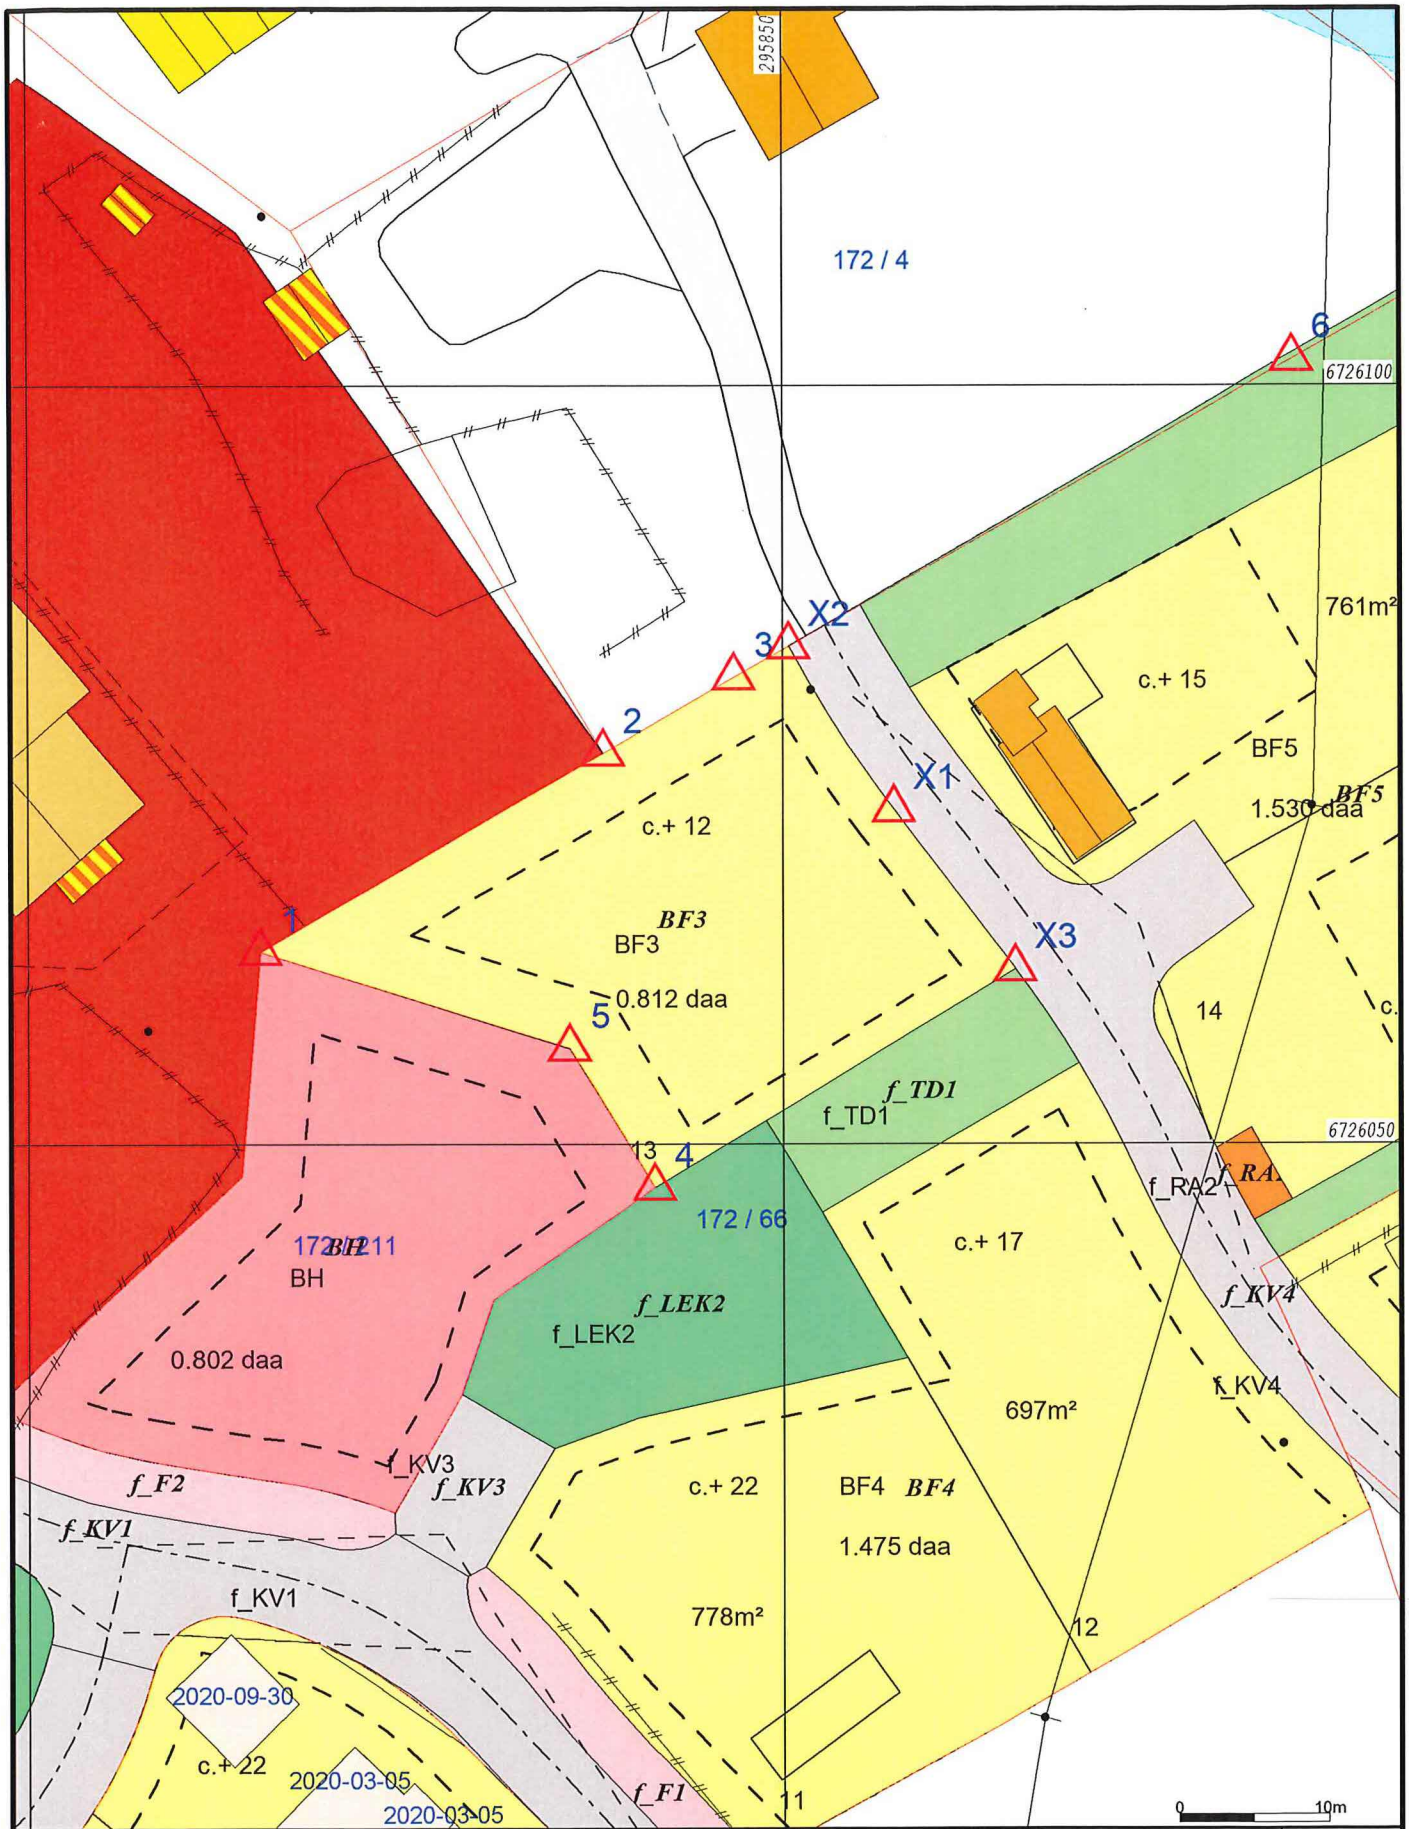 295850
172 / 4
6
6726100
X2
3
761m²
c.+ 15
2
BF5
X1
BF5
1.530 daa
c.+ 12
BF3
BF3
1
X3
0.812 daa
5
14
c.
f_TD1
f_TD1
6726050
13
4
f_RA2
172 / 66
c.+ 17
BH
BH
f_KV4
f_LEK2
f_LEK2
0.802 daa
f_KV4
697m²
f_KV3
f_F2
f_KV3
c.+ 22
BF4
BF4
f_KV1
1.475 daa
f_KV1
778m²
12
2020-09-30
c.+ 22
2020-03-05
2020-03-05
f_F1
11
0
10m